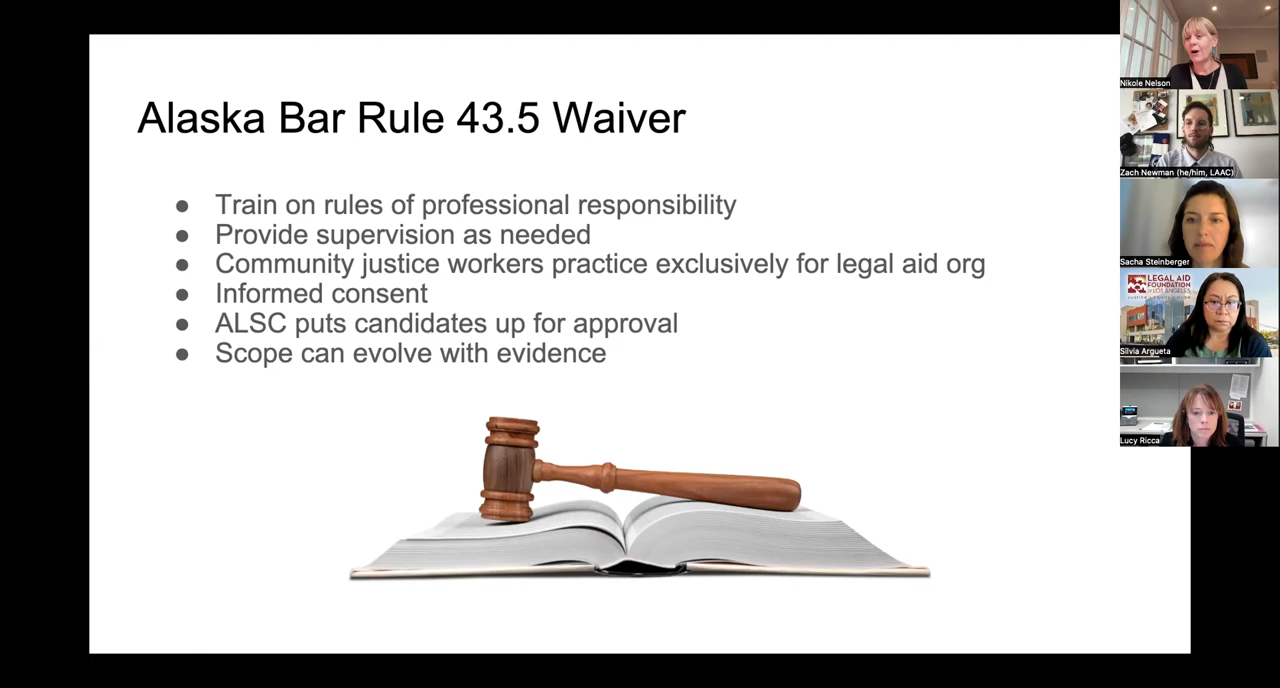 Alaska Bar Rule 43.5 Waiver
● Train on rules of professional responsibility
● Provide supervision as needed
● Community justice workers practice exclusively for legal aid org
● Informed consent
● ALSC puts candidates up for approval
● Scope can evolve with evidence
Nikole Nelson
Zach Newman (he/him, LAAC)
Sacha Steinberger
LEGAL AID
FOUNDATION
OF LOS ANGELES
Silvia Argueta
Lucy Ricca